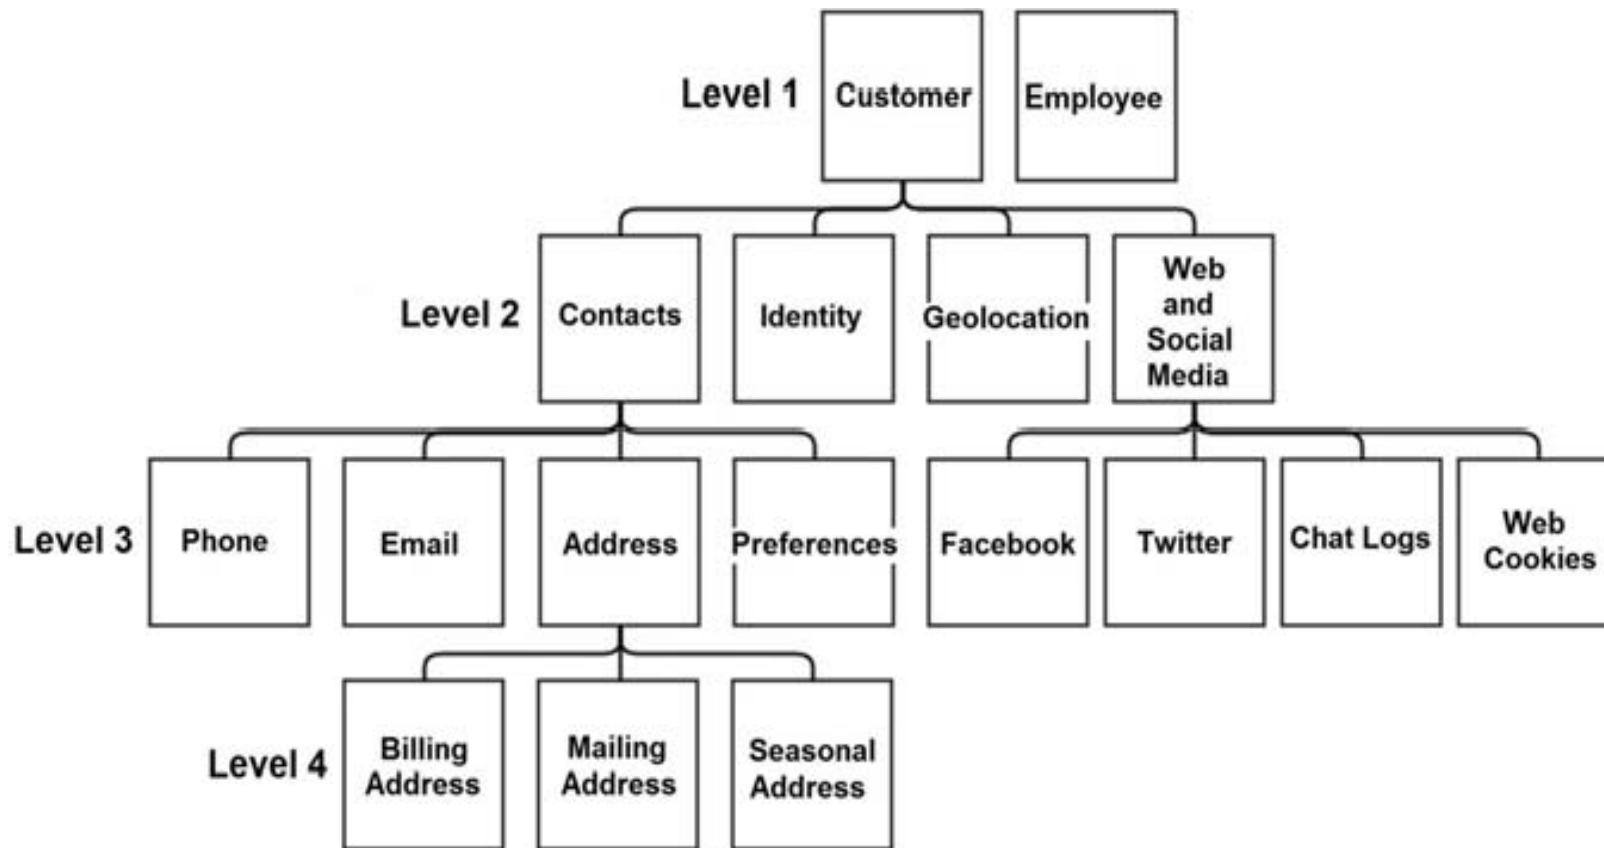 Level 1
Customer
Employee
Level 2
Contacts
Identity
Geolocation
Web
and
Social
Media
Level 3
Phone
Email
Address
Preferences
Facebook
Twitter
Chat Logs
Web
Cookies
Level 4
Billing
Address
Mailing
Address
Seasonal
Address